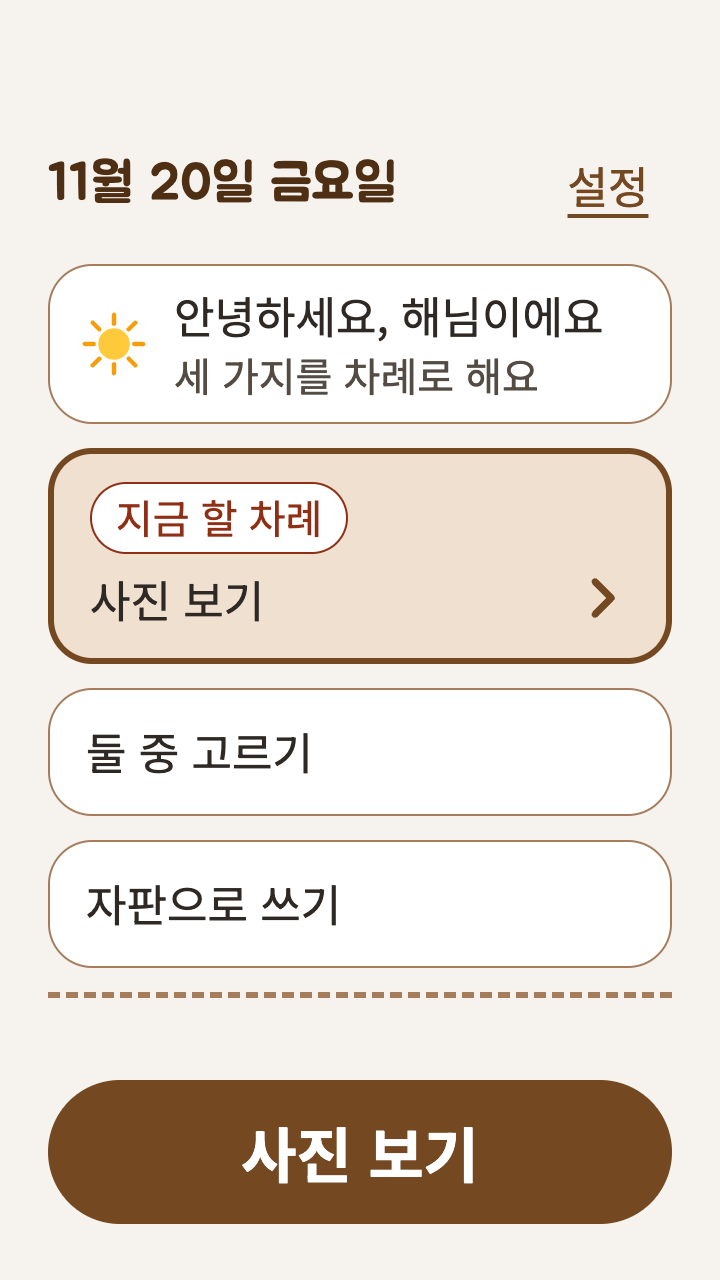 11월 20일 금요일
설정
안녕하세요, 해님이에요
세 가지를 차례로 해요
지금 할 차례
사진 보기
둘 중 고르기
자판으로 쓰기
사진 보기